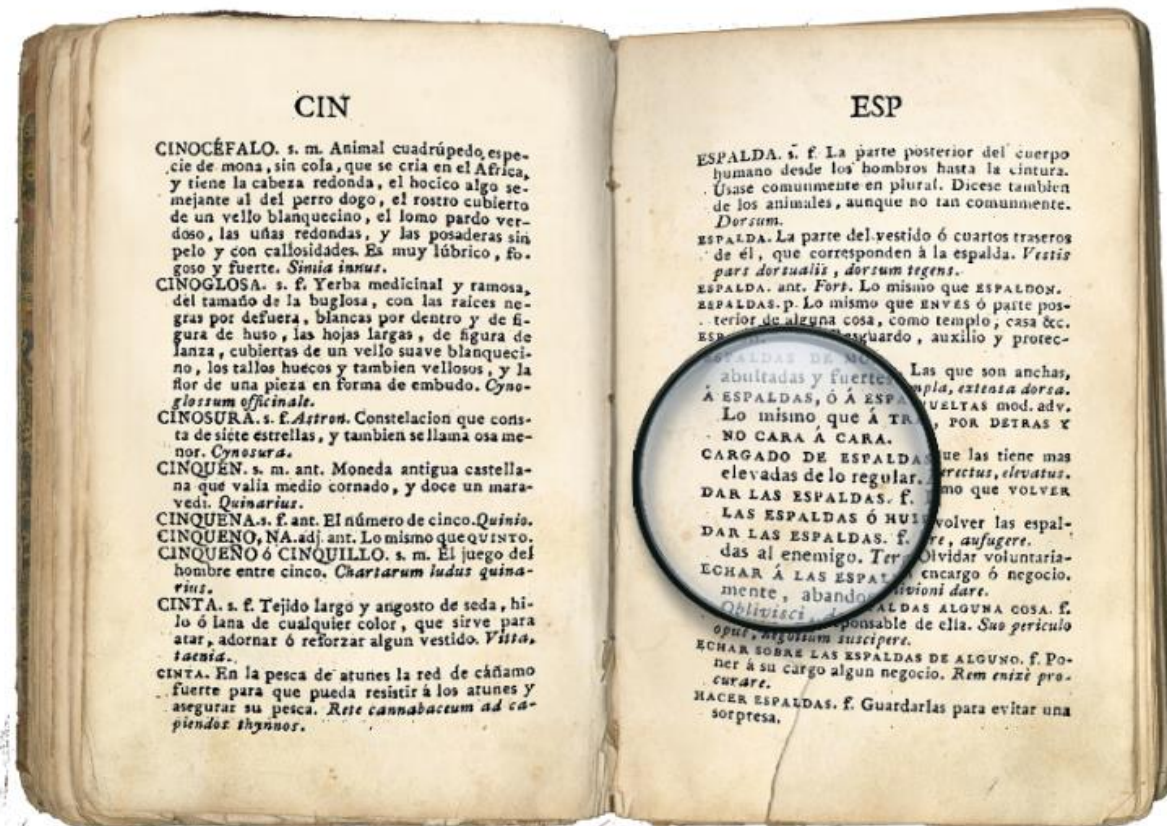 CIN
CINOCÉFALO. s. m. Animal cuadrúpedo, espe-
cie de mona, sin cola, que se cria en el Africa,
y tiene la cabeza redonda, el hocico algo se-
mejante al del perro dogo, el rostro cubierto
de un vello blanquecino, el lomo pardo ver-
doso, las uñas redondas, y las posaderas sin
pelo y con callosidades. Es muy lúbrico, fo-
goso y fuerte. Simia innus.
CINOGLOSA. s. f. Yerba medicinal y ramosa,
del tamaño de la buglosa, con las raices ne-
gras por defuera, blancas por dentro y de fi-
gura de huso, las hojas largas, de figura de
lanza, cubiertas de un vello suave blanqueci-
no, los tallos huecos y tambien vellosos, y la
flor de una pieza en forma de embudo. Cyno-
glossum officinale.
CINOSURA. s. f. Astron. Constelacion que cons-
ta de siete estrellas, y tambien se llama osa me-
nor. Cynosura.
CINQUÉN. s. m. ant. Moneda antigua castella-
na que valia medio cornado, y doce un mara-
vedi. Quinarius.
CINQUENA. s. f. ant. El número de cinco. Quinio.
CINQUENO, NA. adj. ant. Lo mismo que QUINTO.
CINQUEÑO ó CINQUILLO. s. m. El juego del
hombre entre cinco. Chartarum ludus quina-
rius.
CINTA. s. f. Tejido largo y angosto de seda, hi-
lo ó lana de cualquier color, que sirve para
atar, adornar ó reforzar algun vestido. Vitta,
taenia.
CINTA. En la pesca de atunes la red de cáñamo
fuerte para que pueda resistir á los atunes y
asegurar su pesca. Rete cannabaceum ad ca-
piendos thynnos.
ESP
ESPALDA. s. f. La parte posterior del cuerpo
humano desde los hombros hasta la cintura.
Úsase comunmente en plural. Dícese tambien
de los animales, aunque no tan comunmente.
Dorsum.
ESPALDA. La parte del vestido ó cuartos traseros
de él, que corresponden á la espalda. Vestis
pars dorsualis, dorsum tegens.
ESPALDA. ant. Fort. Lo mismo que ESPALDON.
ESPALDAS. p. Lo mismo que ENVES ó parte pos-
terior de alguna cosa, como templo, casa &c.
resguardo, auxilio y protec-
ESPALDAS DE
abultadas y fuertes Las que son anchas,
extensa dorsa.
Á ESPALDAS, Ó Á VUELTAS mod. adv.
Lo mismo que Á , POR DETRAS Y
NO CARA Á CARA.
CARGADO DE ESPALDAS que las tiene mas
elevadas de lo regular. erectus, elevatus.
DAR LAS ESPALDAS. f. que VOLVER
LAS ESPALDAS Ó
DAR LAS ESPALDAS. f. volver las espal-
das al enemigo. aufugere.
ECHAR Á LAS Olvidar voluntaria-
mente, encargo ó negocio.
Oblivisci, dare.
ALGUNA COSA. f.
de ella. Suo periculo
opus, negotium suscipere.
ECHAR SOBRE LAS ESPALDAS DE ALGUNO. f. Po-
ner á su cargo algun negocio. Rem enixè pro-
curare.
HACER ESPALDAS. f. Guardarlas para evitar una
sorpresa.